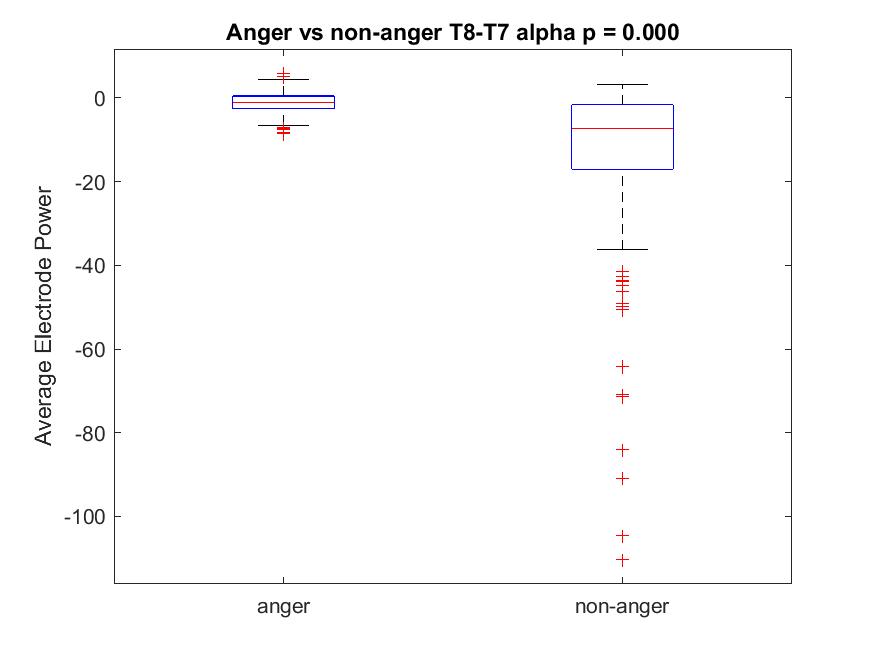 Anger vs non-anger T8-T7 alpha p = 0.000
Average Electrode Power
0
-20
-40
-60
-80
-100
anger
non-anger